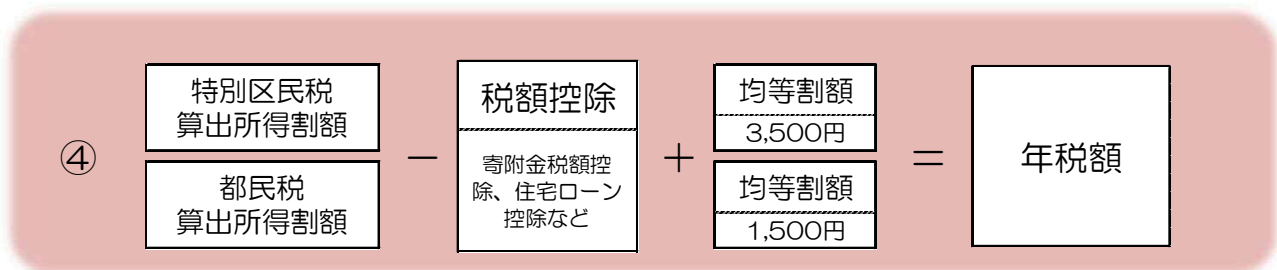 ④
特別区民税
算出所得割額
都民税
算出所得割額
－
税額控除
寄附金税額控
除、住宅ローン
控除など
＋
均等割額
3,500円
均等割額
1,500円
＝
年税額